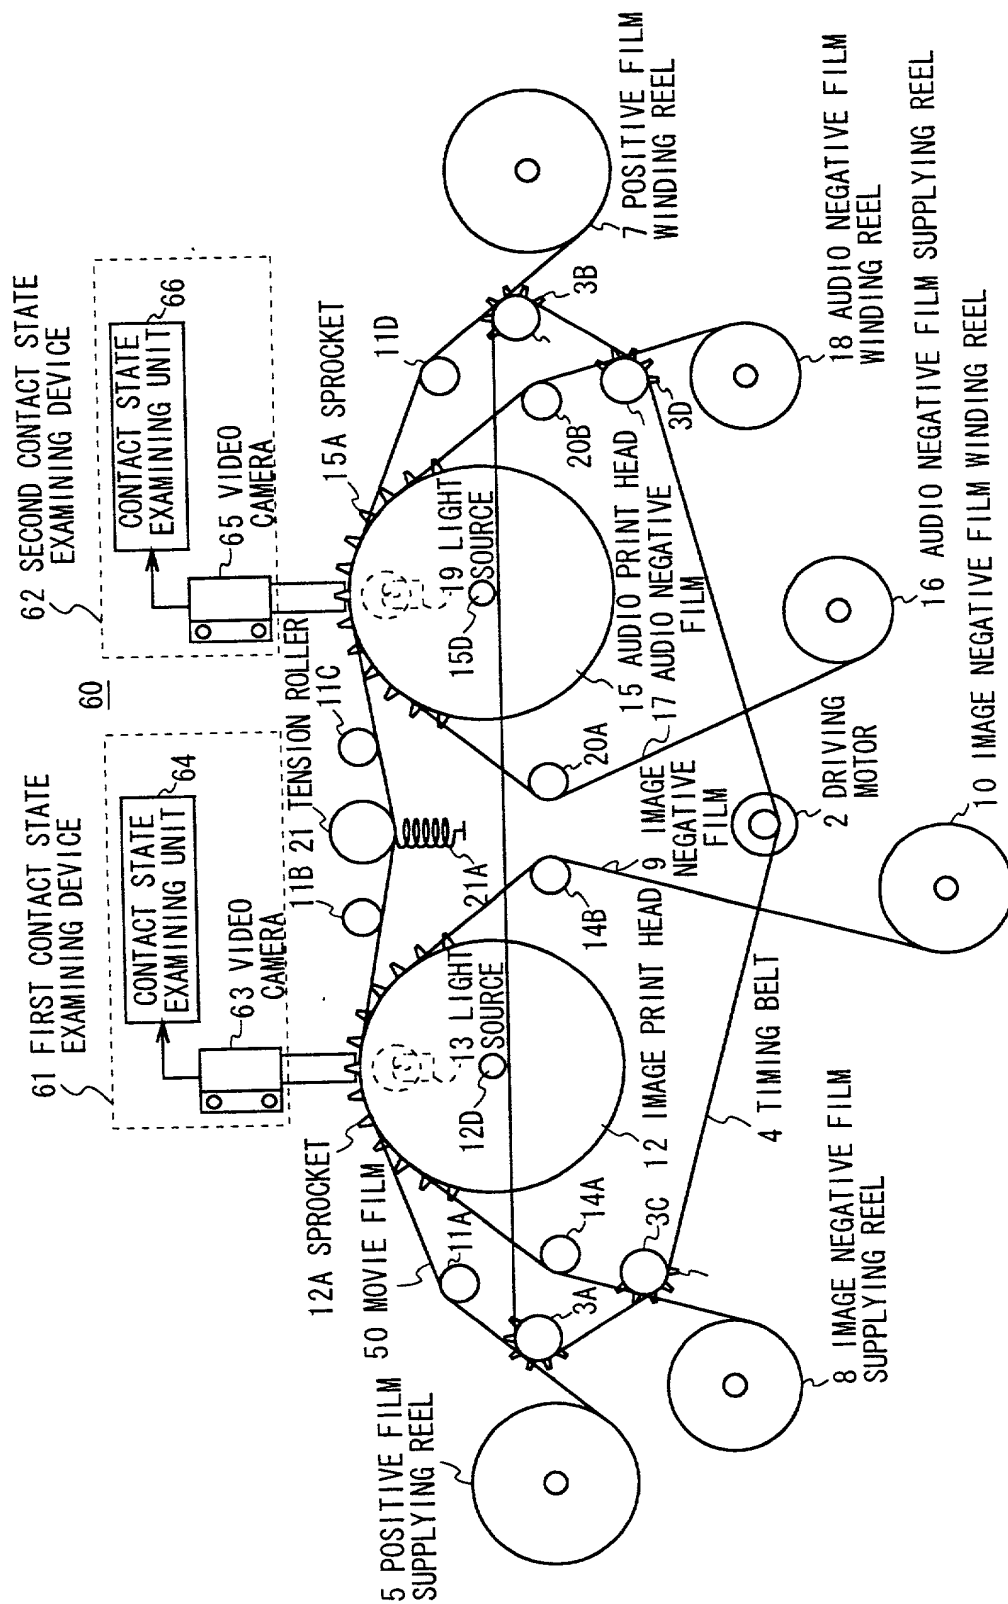 60
61 FIRST CONTACT STATE
EXAMINING DEVICE
62 SECOND CONTACT STATE
EXAMINING DEVICE
64
CONTACT STATE
EXAMINING UNIT
66
CONTACT STATE
EXAMINING UNIT
63 VIDEO
CAMERA
65 VIDEO
CAMERA
12A SPROCKET
11B
21 TENSION ROLLER
11C
15A SPROCKET
50 MOVIE FILM
11A
11D
5 POSITIVE FILM
SUPPLYING REEL
7 POSITIVE FILM
WINDING REEL
13 LIGHT
SOURCE
12D
21A
19 LIGHT
SOURCE
15D
3A
3B
14A
14B
20A
20B
3C
3D
12 IMAGE PRINT HEAD
9 IMAGE
NEGATIVE
FILM
15 AUDIO PRINT HEAD
17 AUDIO NEGATIVE
FILM
4 TIMING BELT
2 DRIVING
MOTOR
8 IMAGE NEGATIVE FILM
SUPPLYING REEL
18 AUDIO NEGATIVE FILM
WINDING REEL
16 AUDIO NEGATIVE FILM SUPPLYING REEL
10 IMAGE NEGATIVE FILM WINDING REEL